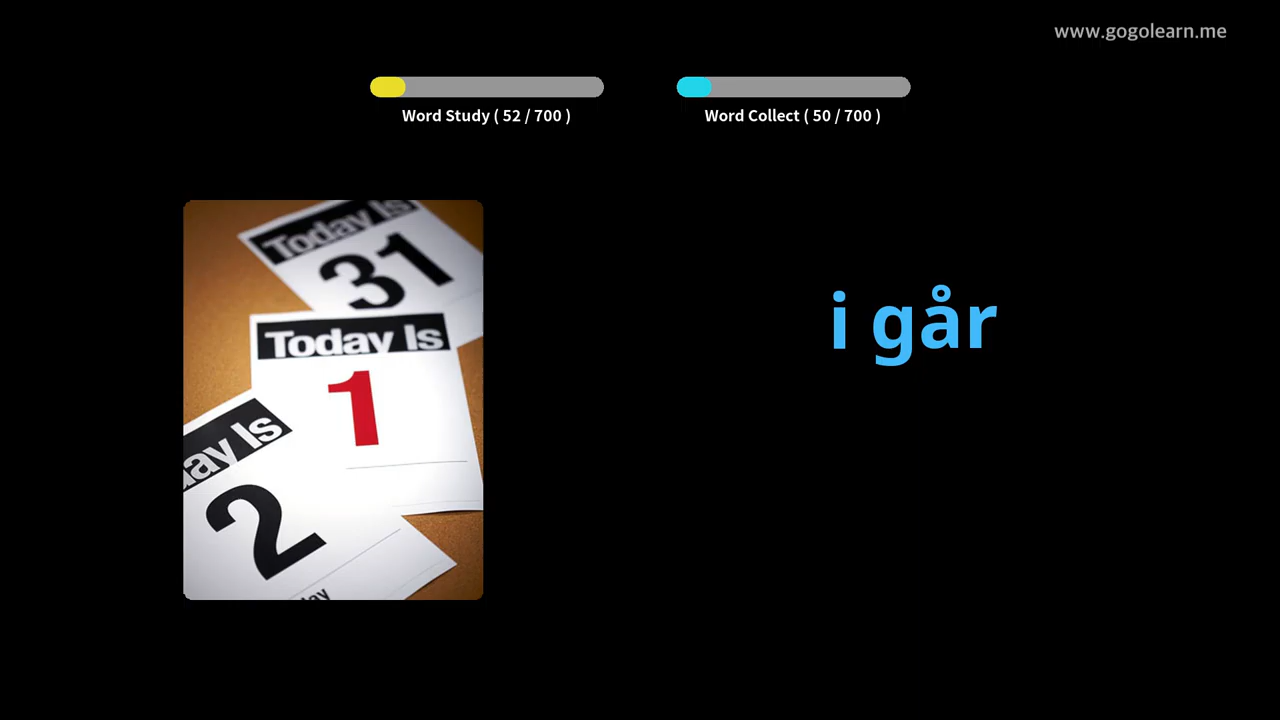 www.gogolearn.me
Word Study ( 52 / 700 )
Word Collect ( 50 / 700 )
Today Is
31
Today Is
1
day Is
2
i går